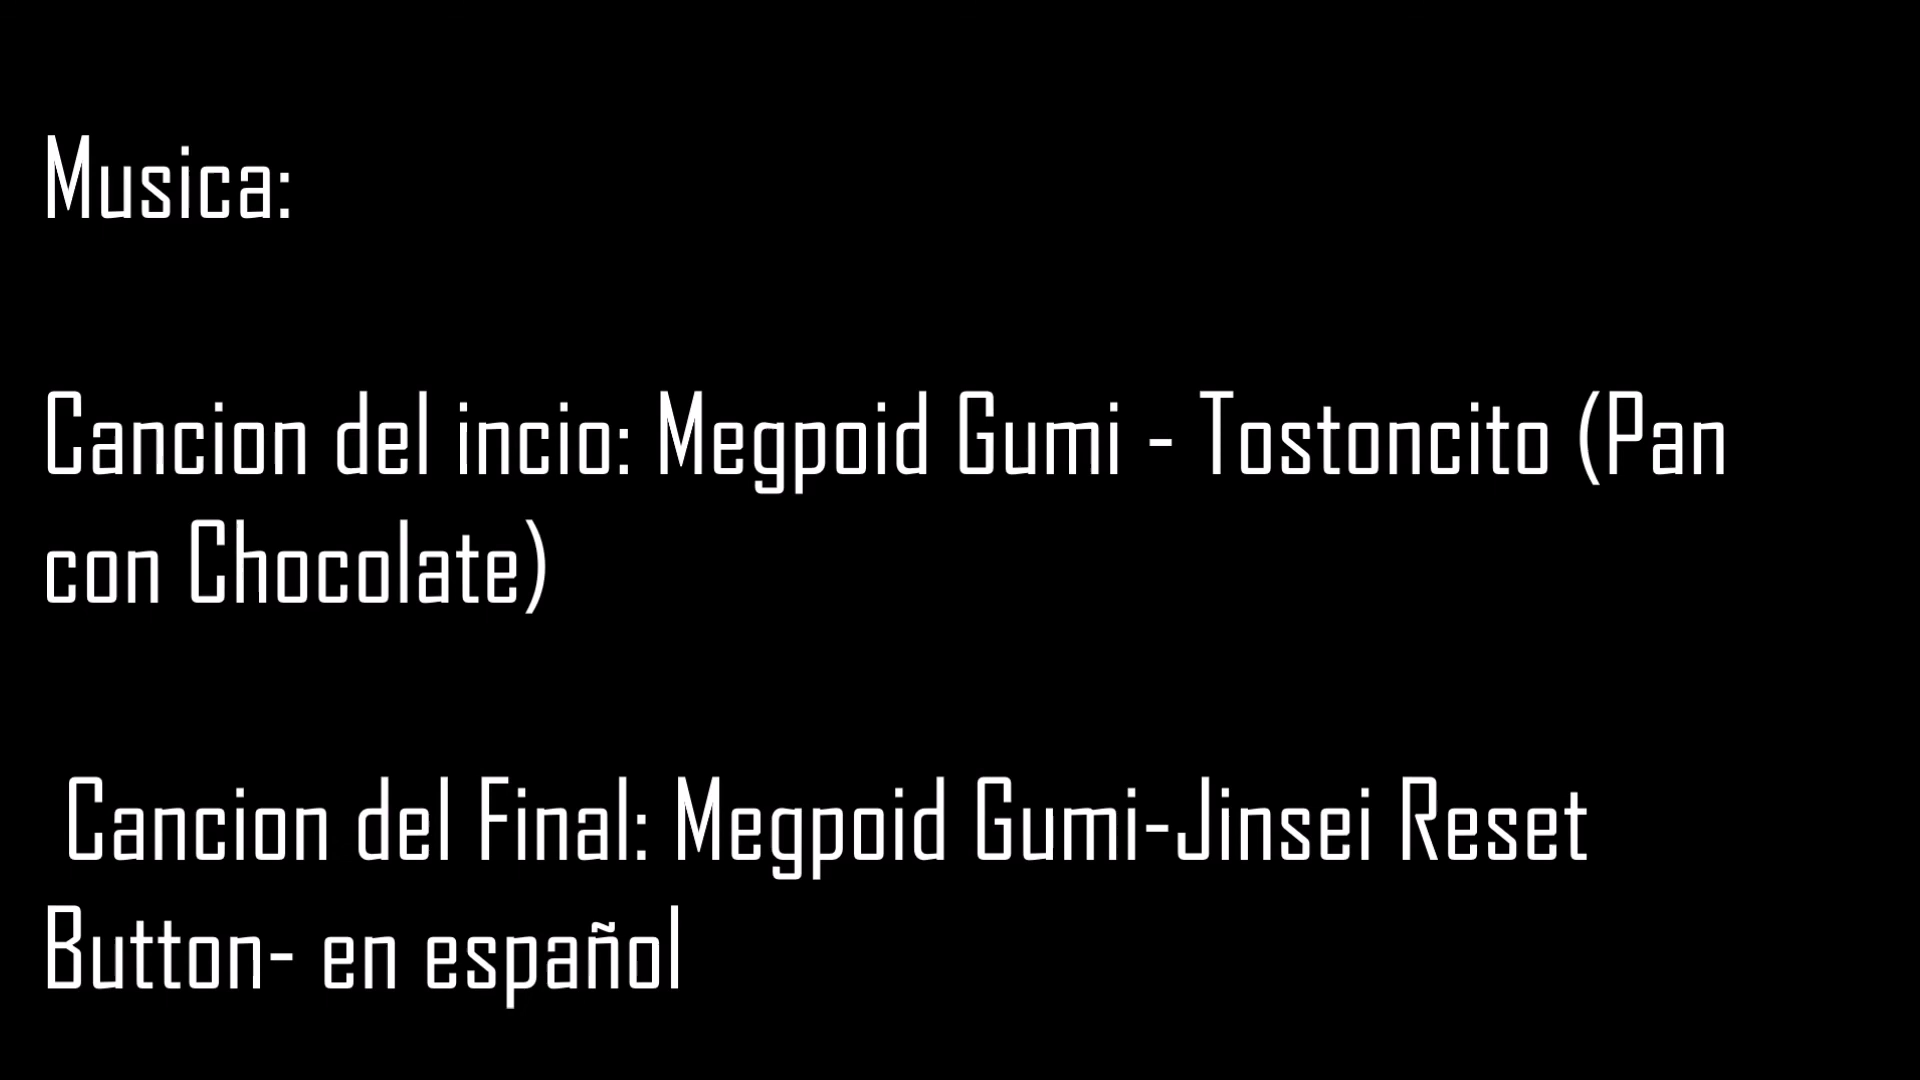 Musica:
Cancion del incio: Megpoid Gumi - Tostoncito (Pan
con Chocolate)
Cancion del Final: Megpoid Gumi-Jinsei Reset
Button- en español